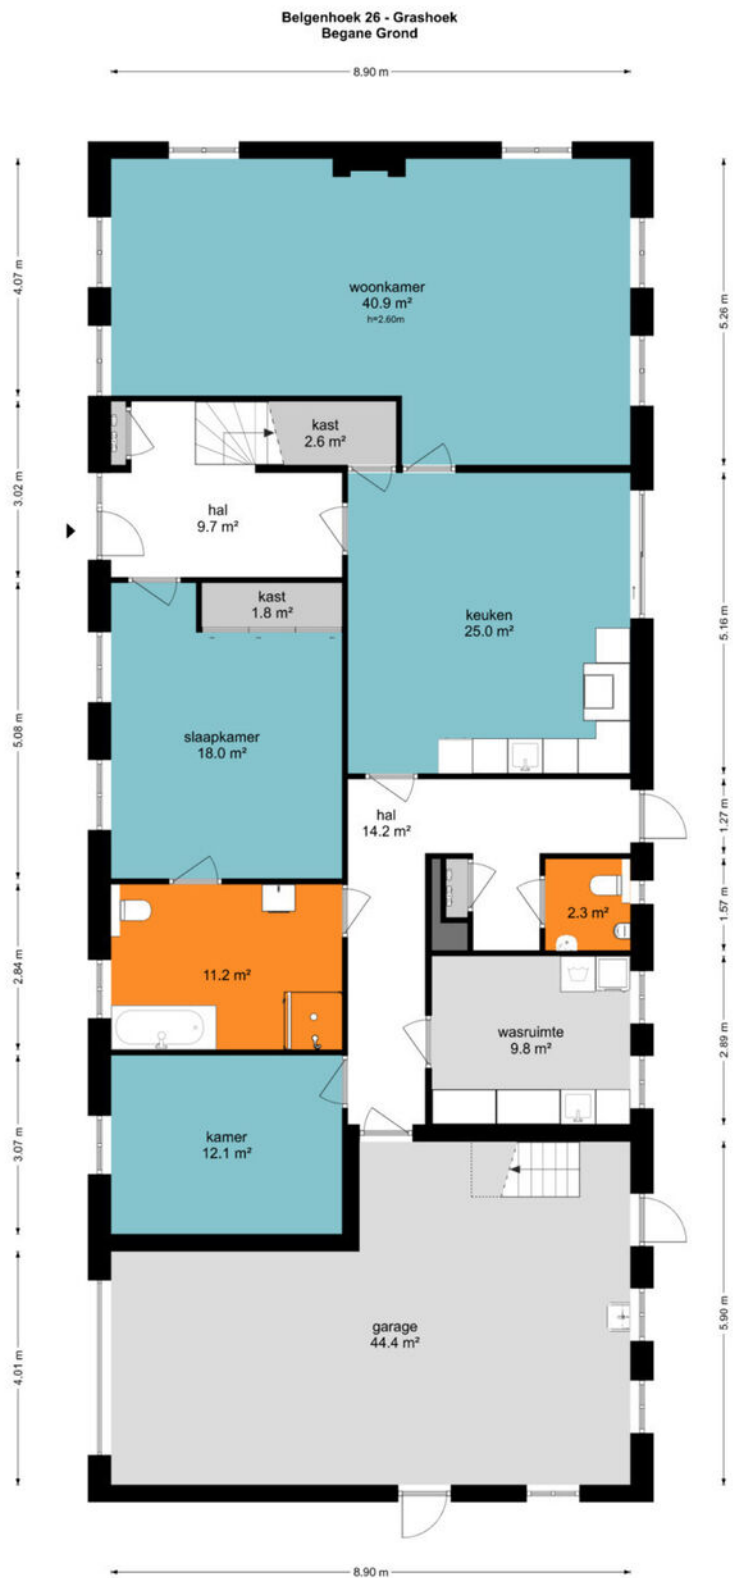 Belgenhoek 26 - Grashoek
Begane Grond
8.90 m
4.07 m
5.26 m
woonkamer
40.9 m²
h=2.60m
kast
2.6 m²
3.02 m
hal
9.7 m²
kast
1.8 m²
keuken
25.0 m²
5.16 m
5.08 m
slaapkamer
18.0 m²
hal
14.2 m²
1.27 m
2.3 m²
1.57 m
2.84 m
11.2 m²
wasruimte
9.8 m²
2.89 m
3.07 m
kamer
12.1 m²
garage
44.4 m²
5.90 m
4.01 m
8.90 m